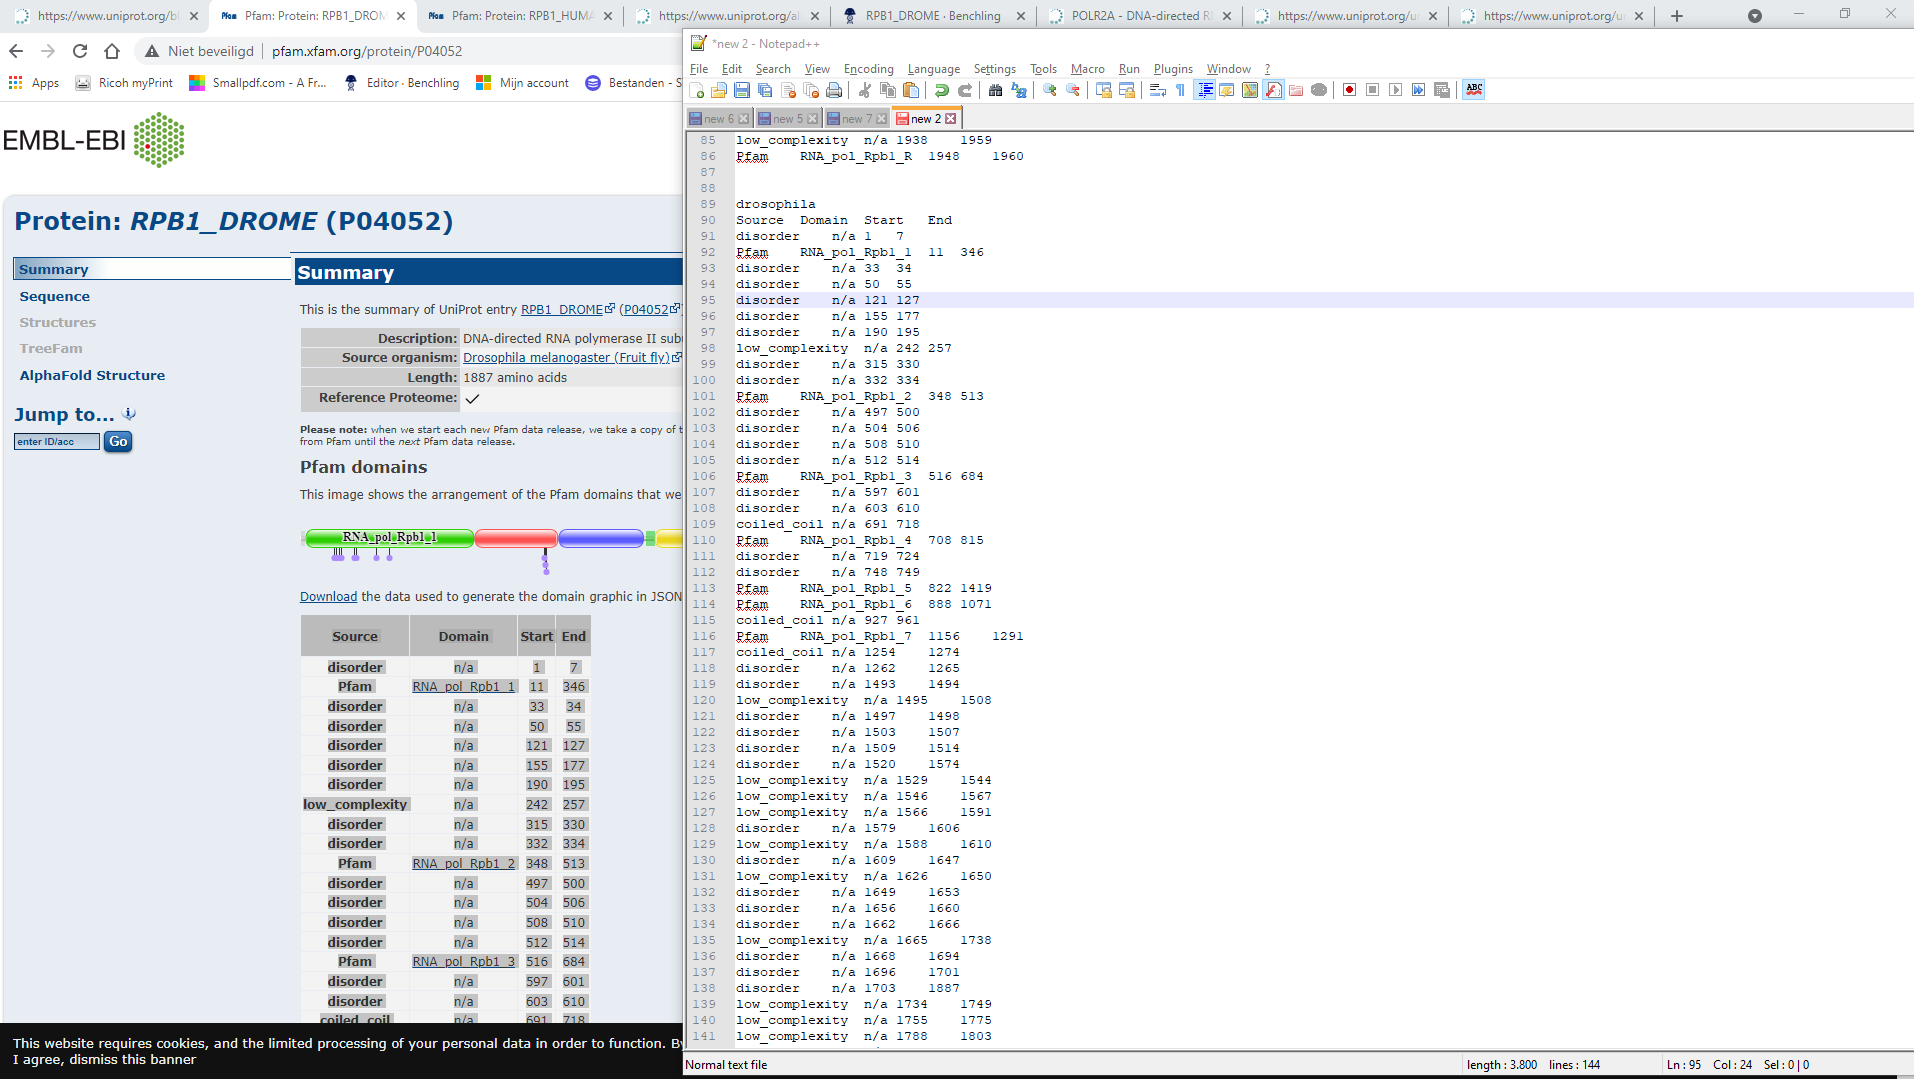 https://www.uniprot.org/bl
Pfam: Protein: RPB1_DROM
Pfam: Protein: RPB1_HUMA
https://www.uniprot.org/al
RPB1_DROME · Benchling
POLR2A - DNA-directed R
https://www.uniprot.org/ur
https://www.uniprot.org/ur
Niet beveiligd | pfam.xfam.org/protein/P04052
Apps
Ricoh myPrint
Smallpdf.com - A Fr...
Editor · Benchling
Mijn account
Bestanden - S
EMBL-EBI
Protein: RPB1_DROME (P04052)
Summary
Sequence
Structures
TreeFam
AlphaFold Structure
Jump to...
enter ID/acc Go
Summary
This is the summary of UniProt entry RPB1_DROME (P04052)
Description: DNA-directed RNA polymerase II sub
Source organism: Drosophila melanogaster (Fruit fly)
Length: 1887 amino acids
Reference Proteome: ✓
Please note: when we start each new Pfam data release, we take a copy of t
from Pfam until the next Pfam data release.
Pfam domains
This image shows the arrangement of the Pfam domains that we
RNA_pol_Rpb1_1
Download the data used to generate the domain graphic in JSON
Source Domain Start End
disorder n/a 1 7
Pfam RNA_pol_Rpb1_1 11 346
disorder n/a 33 34
disorder n/a 50 55
disorder n/a 121 127
disorder n/a 155 177
disorder n/a 190 195
low_complexity n/a 242 257
disorder n/a 315 330
disorder n/a 332 334
Pfam RNA_pol_Rpb1_2 348 513
disorder n/a 497 500
disorder n/a 504 506
disorder n/a 508 510
disorder n/a 512 514
Pfam RNA_pol_Rpb1_3 516 684
disorder n/a 597 601
disorder n/a 603 610
coiled_coil n/a 691 718
This website requires cookies, and the limited processing of your personal data in order to function. By
I agree, dismiss this banner
*new 2 - Notepad++
File Edit Search View Encoding Language Settings Tools Macro Run Plugins Window ?
ABC
new 6 new 5 new 7 new 2
85 low_complexity n/a 1938 1959
86 Pfam RNA_pol_Rpb1_R 1948 1960
87
88
89 drosophila
90 Source Domain Start End
91 disorder n/a 1 7
92 Pfam RNA_pol_Rpb1_1 11 346
93 disorder n/a 33 34
94 disorder n/a 50 55
95 disorder n/a 121 127
96 disorder n/a 155 177
97 disorder n/a 190 195
98 low_complexity n/a 242 257
99 disorder n/a 315 330
100 disorder n/a 332 334
101 Pfam RNA_pol_Rpb1_2 348 513
102 disorder n/a 497 500
103 disorder n/a 504 506
104 disorder n/a 508 510
105 disorder n/a 512 514
106 Pfam RNA_pol_Rpb1_3 516 684
107 disorder n/a 597 601
108 disorder n/a 603 610
109 coiled_coil n/a 691 718
110 Pfam RNA_pol_Rpb1_4 708 815
111 disorder n/a 719 724
112 disorder n/a 748 749
113 Pfam RNA_pol_Rpb1_5 822 1419
114 Pfam RNA_pol_Rpb1_6 888 1071
115 coiled_coil n/a 927 961
116 Pfam RNA_pol_Rpb1_7 1156 1291
117 coiled_coil n/a 1254 1274
118 disorder n/a 1262 1265
119 disorder n/a 1493 1494
120 low_complexity n/a 1495 1508
121 disorder n/a 1497 1498
122 disorder n/a 1503 1507
123 disorder n/a 1509 1514
124 disorder n/a 1520 1574
125 low_complexity n/a 1529 1544
126 low_complexity n/a 1546 1567
127 low_complexity n/a 1566 1591
128 disorder n/a 1579 1606
129 low_complexity n/a 1588 1610
130 disorder n/a 1609 1647
131 low_complexity n/a 1626 1650
132 disorder n/a 1649 1653
133 disorder n/a 1656 1660
134 disorder n/a 1662 1666
135 low_complexity n/a 1665 1738
136 disorder n/a 1668 1694
137 disorder n/a 1696 1701
138 disorder n/a 1703 1887
139 low_complexity n/a 1734 1749
140 low_complexity n/a 1755 1775
141 low_complexity n/a 1788 1803
Normal text file
length : 3.800 lines : 144
Ln : 95 Col : 24 Sel : 0 | 0